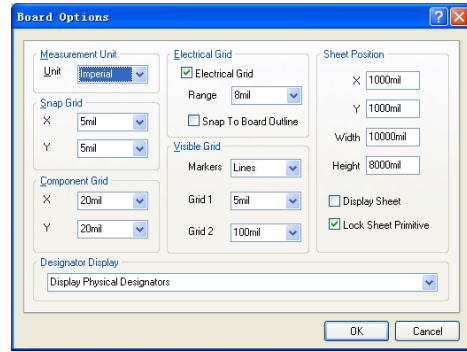 Board Options
Measurement Unit
Unit Imperial
Snap Grid
X 5mil
Y 5mil
Component Grid
X 20mil
Y 20mil
Electrical Grid
Electrical Grid
Range 8mil
Snap To Board Outline
Visible Grid
Markers Lines
Grid 1 5mil
Grid 2 100mil
Sheet Position
X 1000mil
Y 1000mil
Width 10000mil
Height 8000mil
Display Sheet
Lock Sheet Primitive
Designator Display
Display Physical Designators
OK Cancel